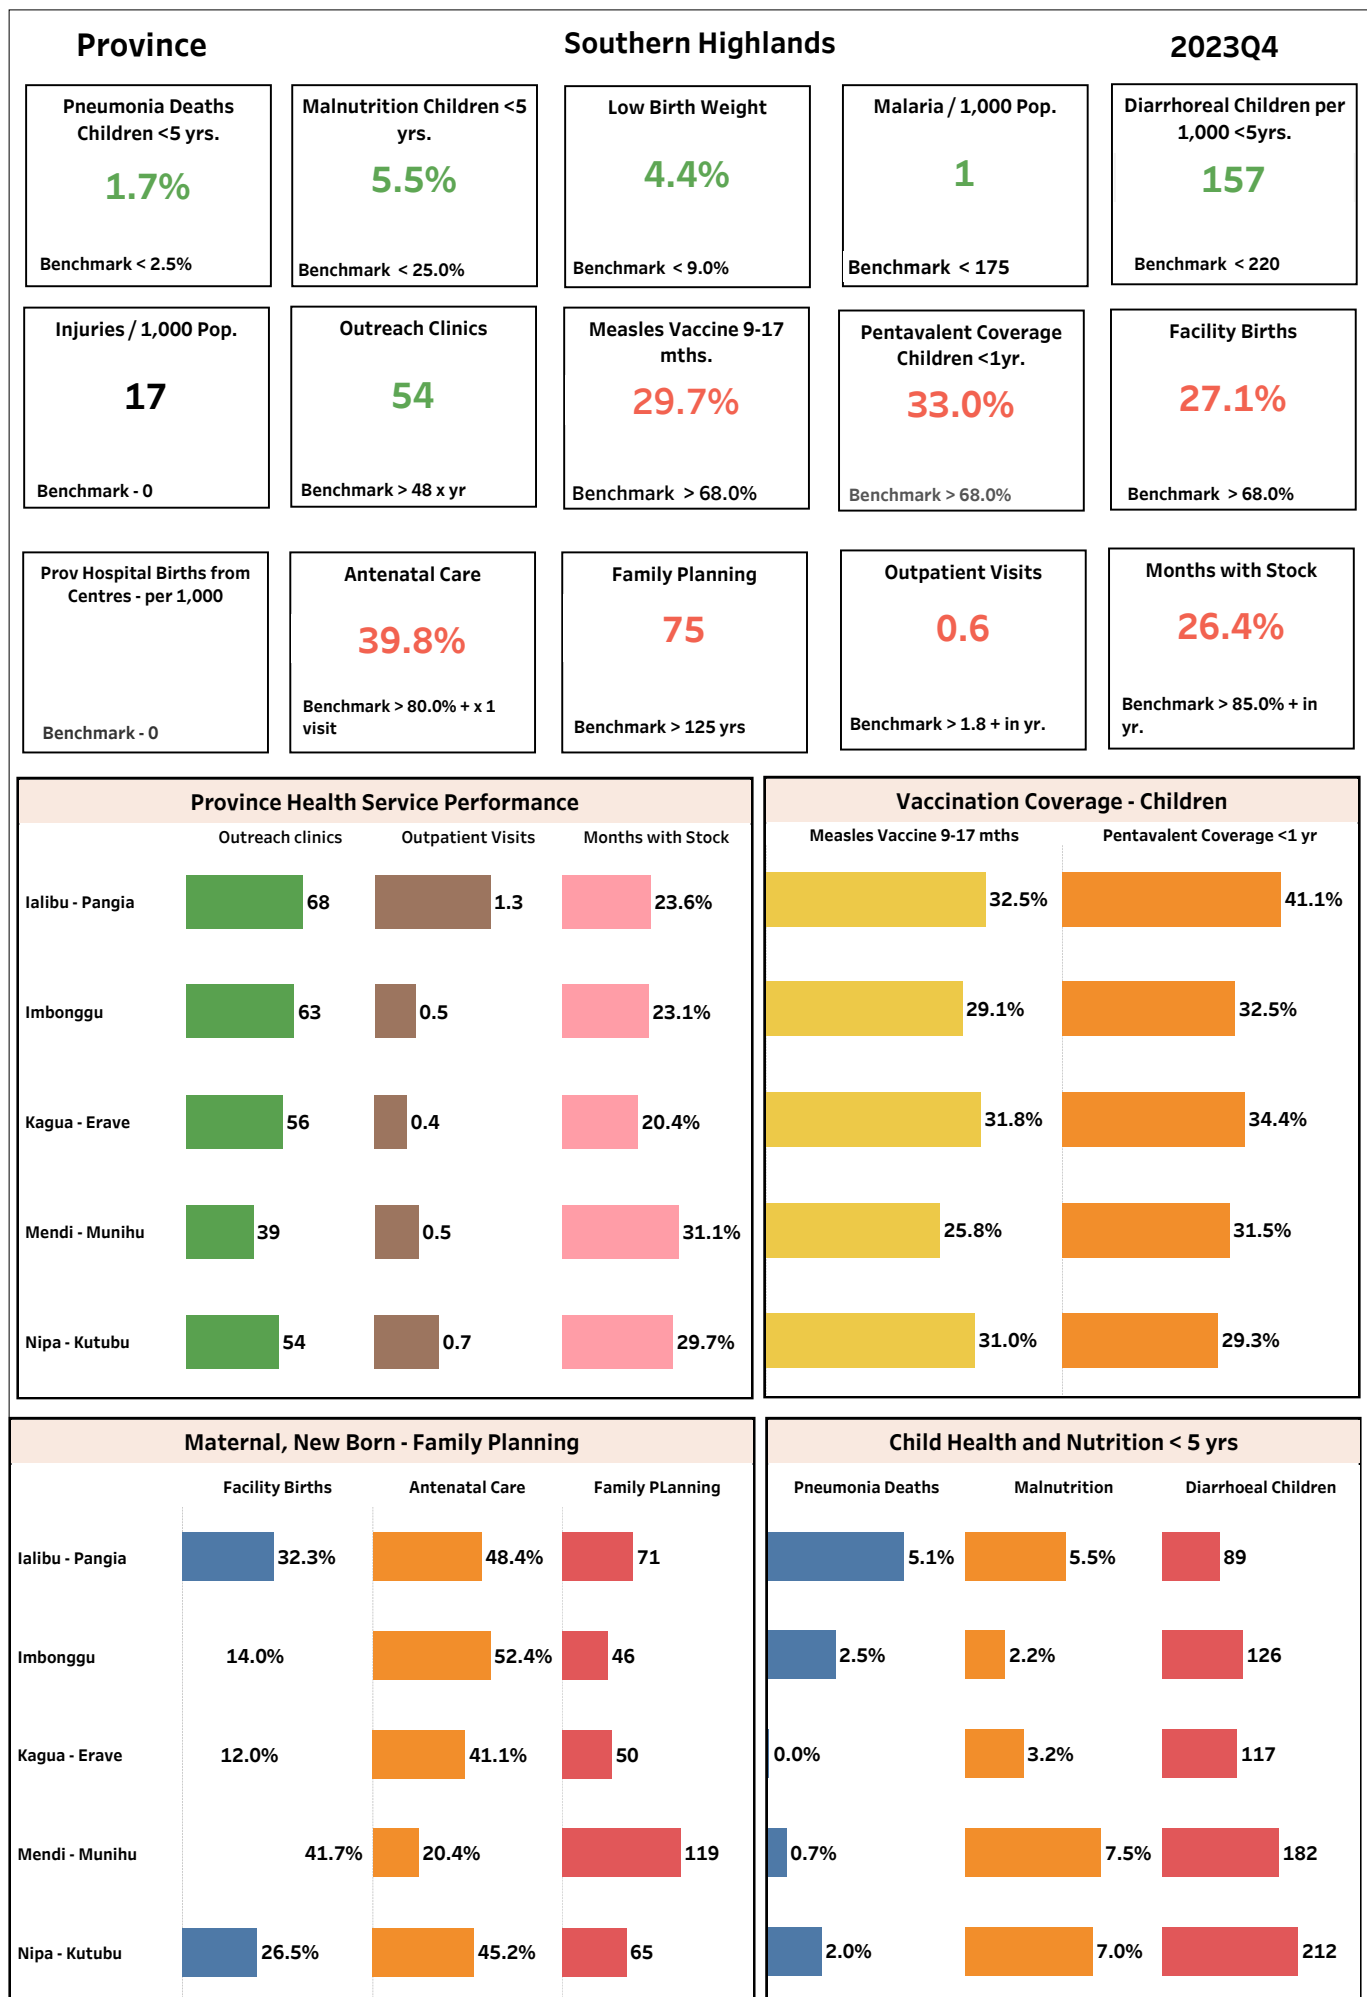 Province Southern Highlands 2023Q4
Pneumonia Deaths
Children <5 yrs.
1.7%
Benchmark < 2.5%
Malnutrition Children <5
yrs.
5.5%
Benchmark < 25.0%
Low Birth Weight
4.4%
Benchmark < 9.0%
Malaria / 1,000 Pop.
1
Benchmark < 175
Diarrhoreal Children per
1,000 <5yrs.
157
Benchmark < 220
Injuries / 1,000 Pop.
17
Benchmark - 0
Outreach Clinics
54
Benchmark > 48 x yr
Measles Vaccine 9-17
mths.
29.7%
Benchmark > 68.0%
Pentavalent Coverage
Children <1yr.
33.0%
Benchmark > 68.0%
Facility Births
27.1%
Benchmark > 68.0%
Prov Hospital Births from
Centres - per 1,000
Benchmark - 0
Antenatal Care
39.8%
Benchmark > 80.0% + x 1
visit
Family Planning
75
Benchmark > 125 yrs
Outpatient Visits
0.6
Benchmark > 1.8 + in yr.
Months with Stock
26.4%
Benchmark > 85.0% + in
yr.
Province Health Service Performance
Outreach clinics Outpatient Visits Months with Stock
Ialibu - Pangia 68 1.3 23.6%
Imbonggu 63 0.5 23.1%
Kagua - Erave 56 0.4 20.4%
Mendi - Munihu 39 0.5 31.1%
Nipa - Kutubu 54 0.7 29.7%
Vaccination Coverage - Children
Measles Vaccine 9-17 mths Pentavalent Coverage <1 yr
32.5% 41.1%
29.1% 32.5%
31.8% 34.4%
25.8% 31.5%
31.0% 29.3%
Maternal, New Born - Family Planning
Facility Births Antenatal Care Family PLanning
Ialibu - Pangia 32.3% 48.4% 71
Imbonggu 14.0% 52.4% 46
Kagua - Erave 12.0% 41.1% 50
Mendi - Munihu 41.7% 20.4% 119
Nipa - Kutubu 26.5% 45.2% 65
Child Health and Nutrition < 5 yrs
Pneumonia Deaths Malnutrition Diarrhoeal Children
5.1% 5.5% 89
2.5% 2.2% 126
0.0% 3.2% 117
0.7% 7.5% 182
2.0% 7.0% 212